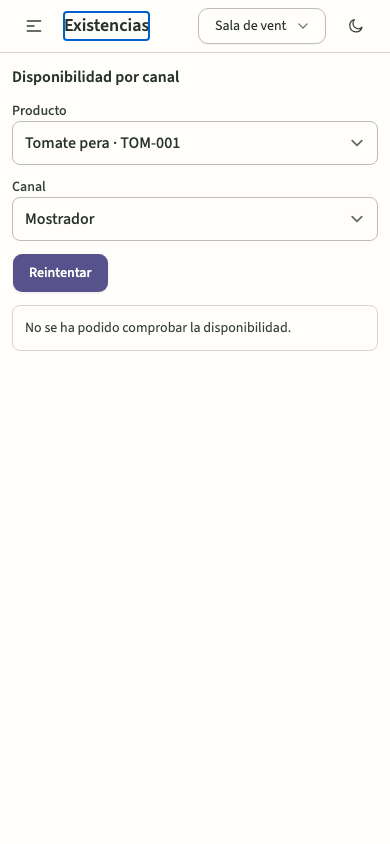 Existencias
Sala de vent
Disponibilidad por canal
Producto
Tomate pera · TOM-001
Canal
Mostrador
Reintentar
No se ha podido comprobar la disponibilidad.